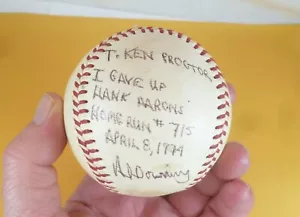 To KEN PROCTOR
I GAVE UP
HANK AARONS'
HOME RUN # 715
APRIL 8, 1974
Al Downing